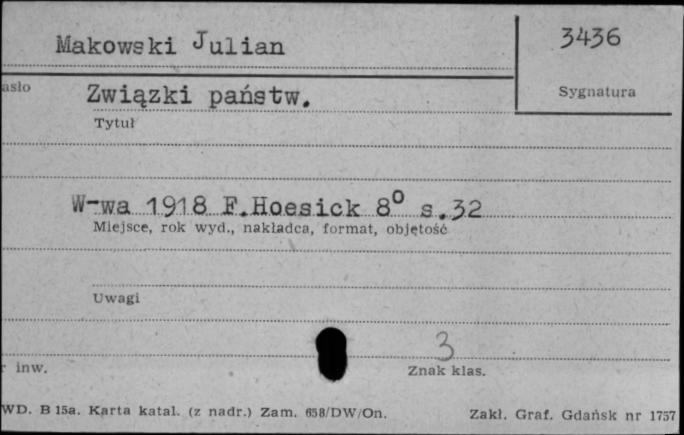 Makowski Julian
3436
asło
Sygnatura
Związki państw.
Tytuł
W-wa 1918 F.Hoesick 8⁰ s.32
Miejsce, rok wyd., nakładca, format, objętość
Uwagi
3
r inw.
Znak klas.
WD. B 15a. Karta katal. (z nadr.) Zam. 658/DW/On.
Zakł. Graf. Gdańsk nr 1757